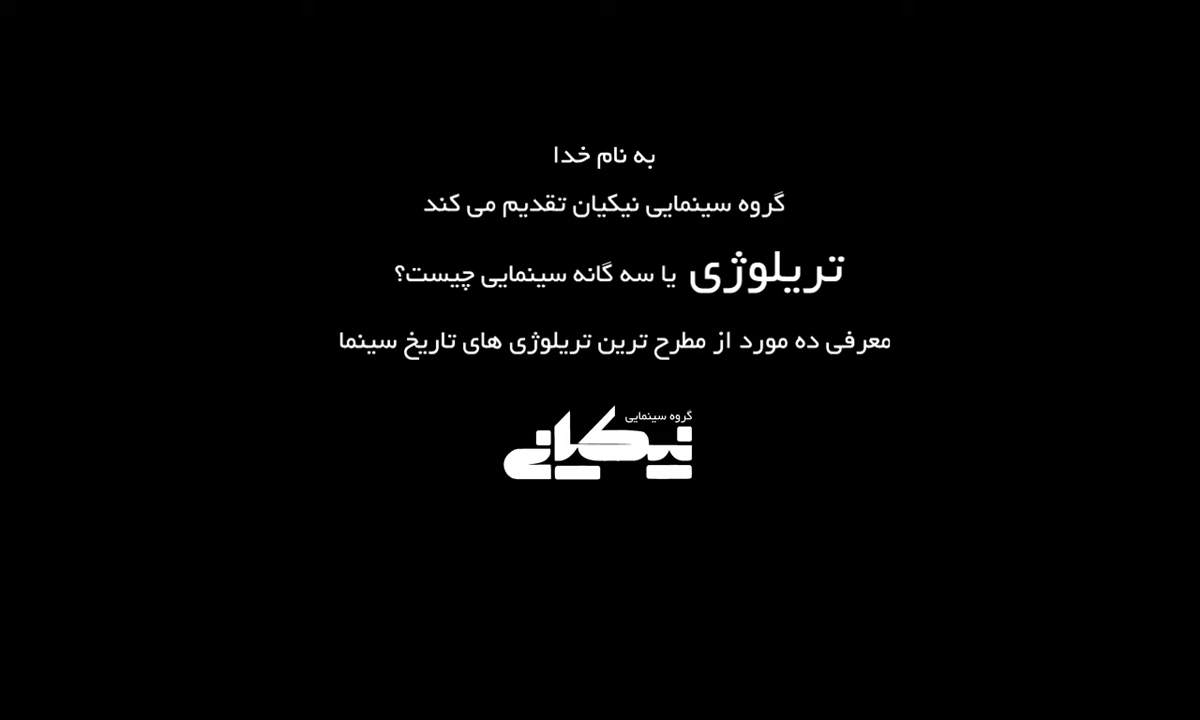 به نام خدا
گروه سینمایی نیکیان تقدیم می کند
تریلوژی یا سه گانه سینمایی چیست؟
معرفی ده مورد از مطرح ترین تریلوژی های تاریخ سینما
گروه سینمایی
نیکیان